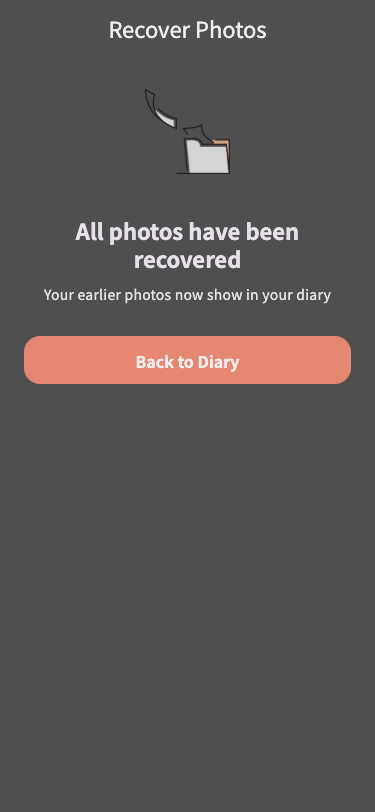 Recover Photos
All photos have been
recovered
Your earlier photos now show in your diary
Back to Diary